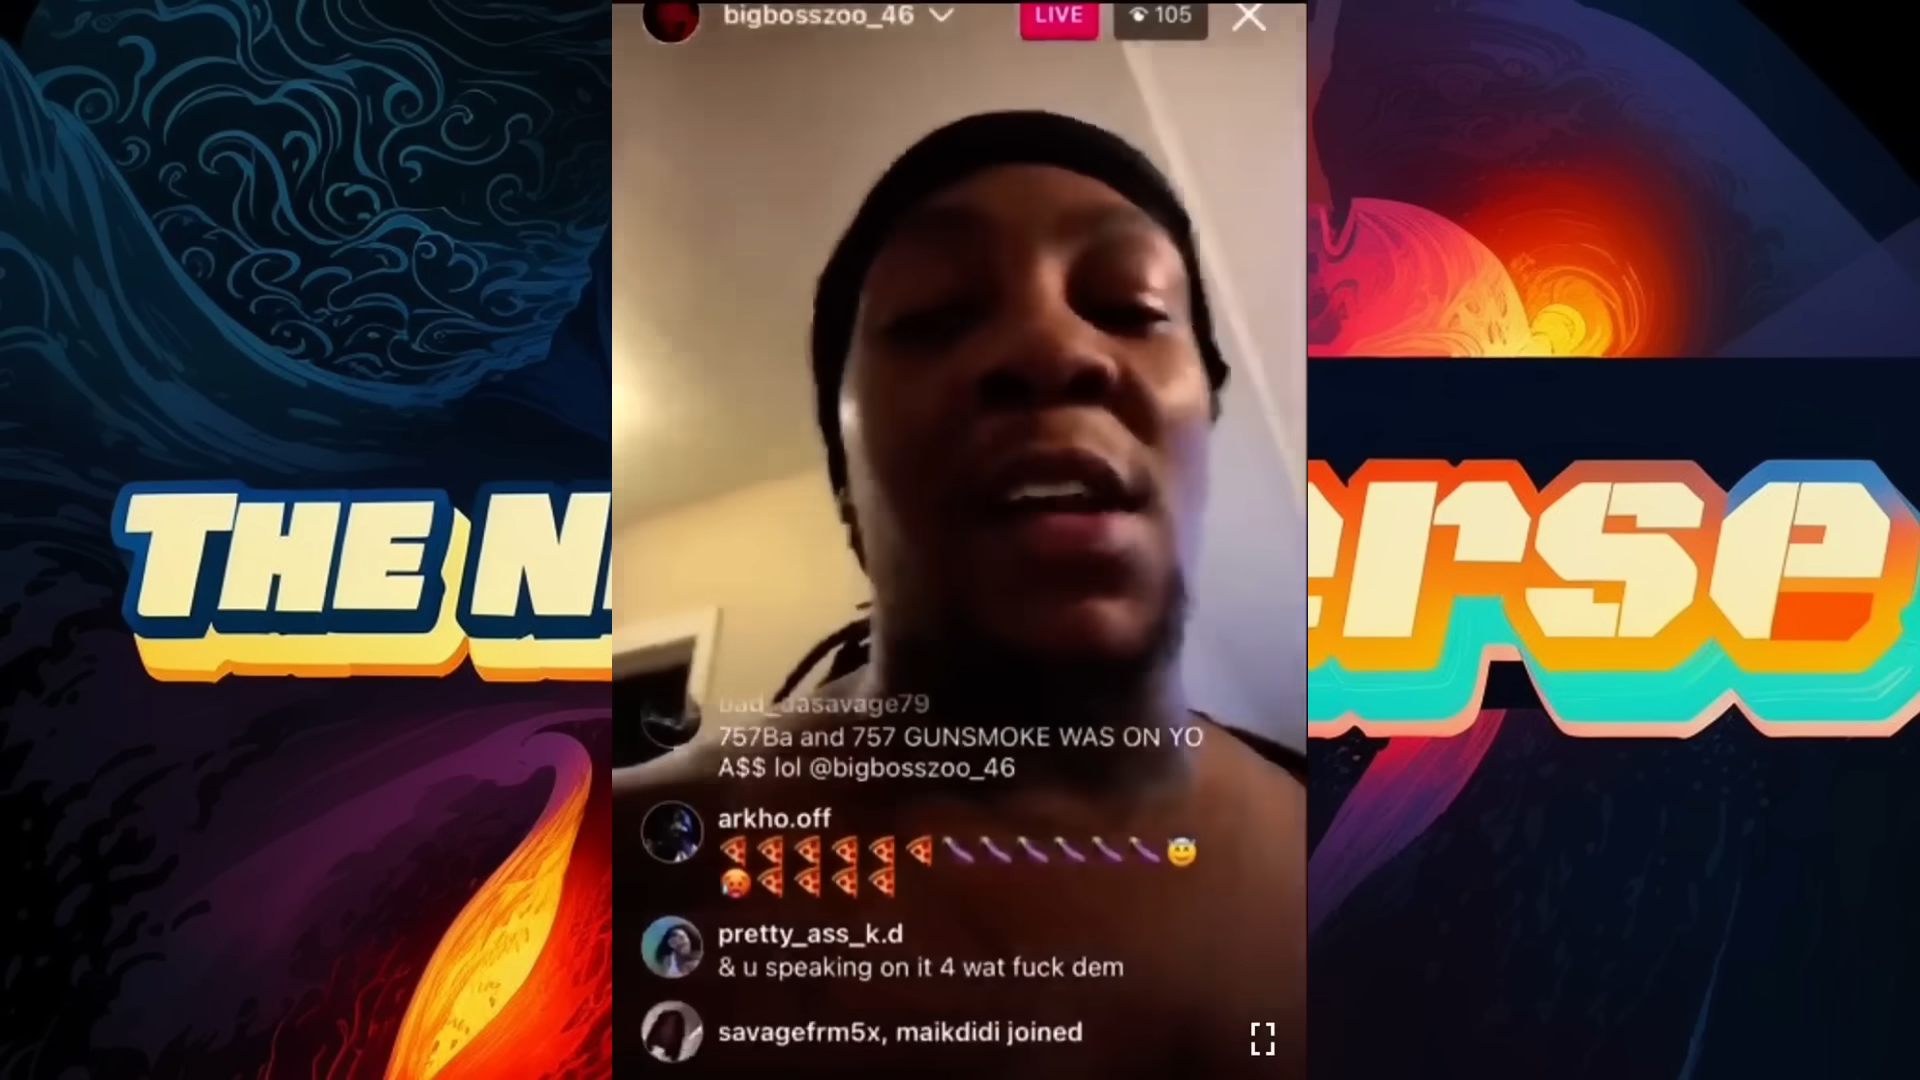 bigbosszoo_46
LIVE
105
THE N
erse
bad_dasavage79
757Ba and 757 GUNSMOKE WAS ON YO
A$$ lol @bigbosszoo_46
arkho.off
🍕🍕🍕🍕🍕🍕🍆🍆🍆🍆🍆🍆😇
🥵🍕🍕🍕🍕
pretty_ass_k.d
& u speaking on it 4 wat fuck dem
savagefrm5x, maikdidi joined